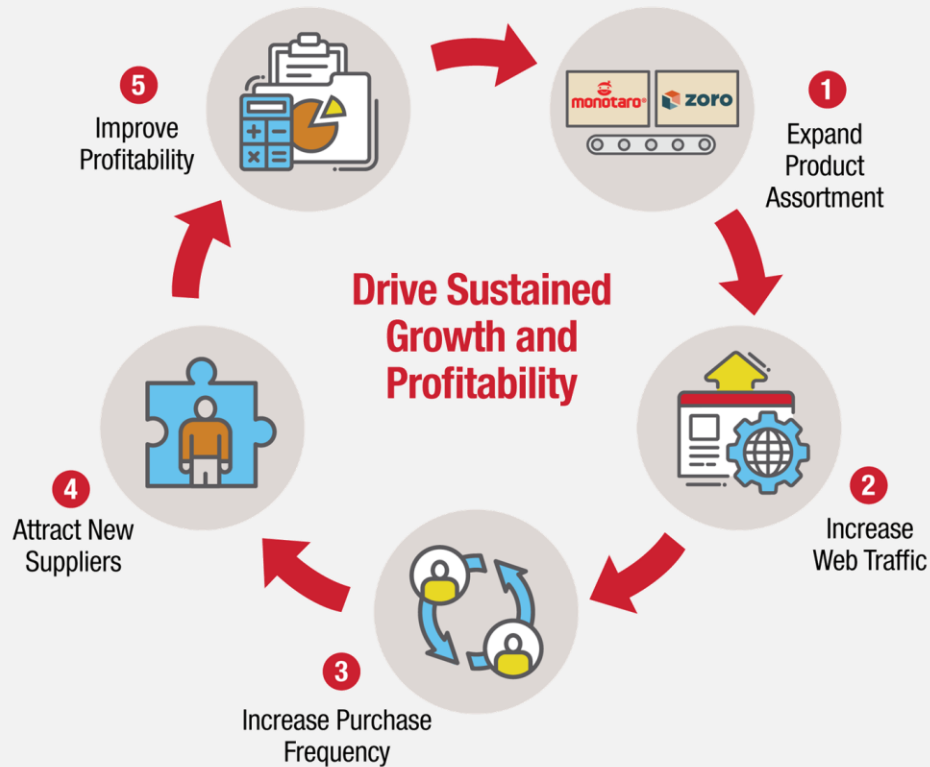 Drive Sustained
Growth and
Profitability
monotaro®
zoro
1
Expand
Product
Assortment
2
Increase
Web Traffic
3
Increase Purchase
Frequency
4
Attract New
Suppliers
5
Improve
Profitability